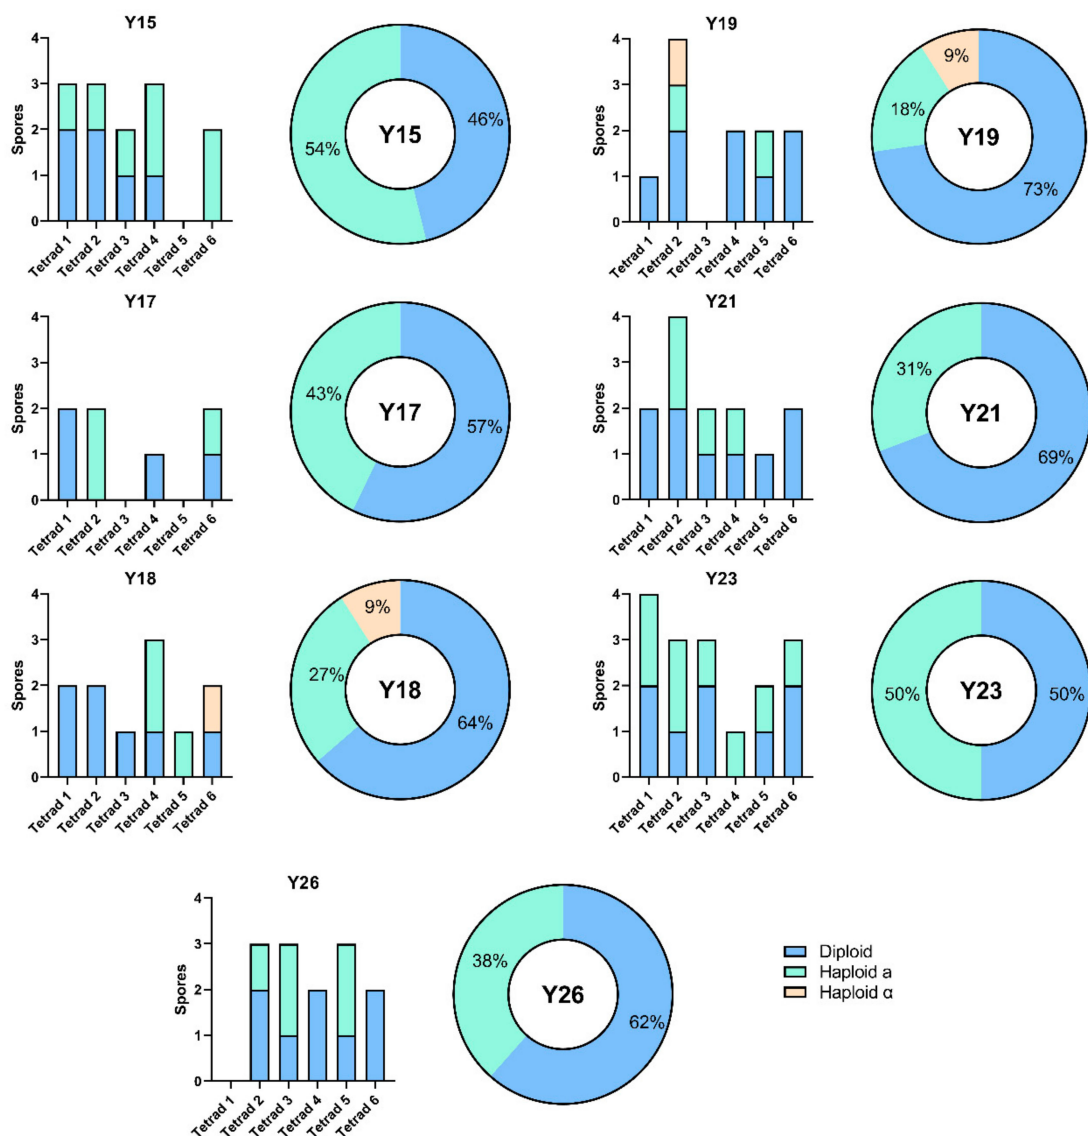 Y15
Spores
4
3
2
1
0
Tetrad 1
Tetrad 2
Tetrad 3
Tetrad 4
Tetrad 5
Tetrad 6
54%
Y15
46%
Y19
Spores
4
3
2
1
0
Tetrad 1
Tetrad 2
Tetrad 3
Tetrad 4
Tetrad 5
Tetrad 6
9%
18%
Y19
73%
Y17
Spores
4
3
2
1
0
Tetrad 1
Tetrad 2
Tetrad 3
Tetrad 4
Tetrad 5
Tetrad 6
43%
Y17
57%
Y21
Spores
4
3
2
1
0
Tetrad 1
Tetrad 2
Tetrad 3
Tetrad 4
Tetrad 5
Tetrad 6
31%
Y21
69%
Y18
Spores
4
3
2
1
0
Tetrad 1
Tetrad 2
Tetrad 3
Tetrad 4
Tetrad 5
Tetrad 6
9%
27%
Y18
64%
Y23
Spores
4
3
2
1
0
Tetrad 1
Tetrad 2
Tetrad 3
Tetrad 4
Tetrad 5
Tetrad 6
50%
Y23
50%
Y26
Spores
4
3
2
1
0
Tetrad 1
Tetrad 2
Tetrad 3
Tetrad 4
Tetrad 5
Tetrad 6
38%
Y26
62%
Diploid
Haploid a
Haploid α